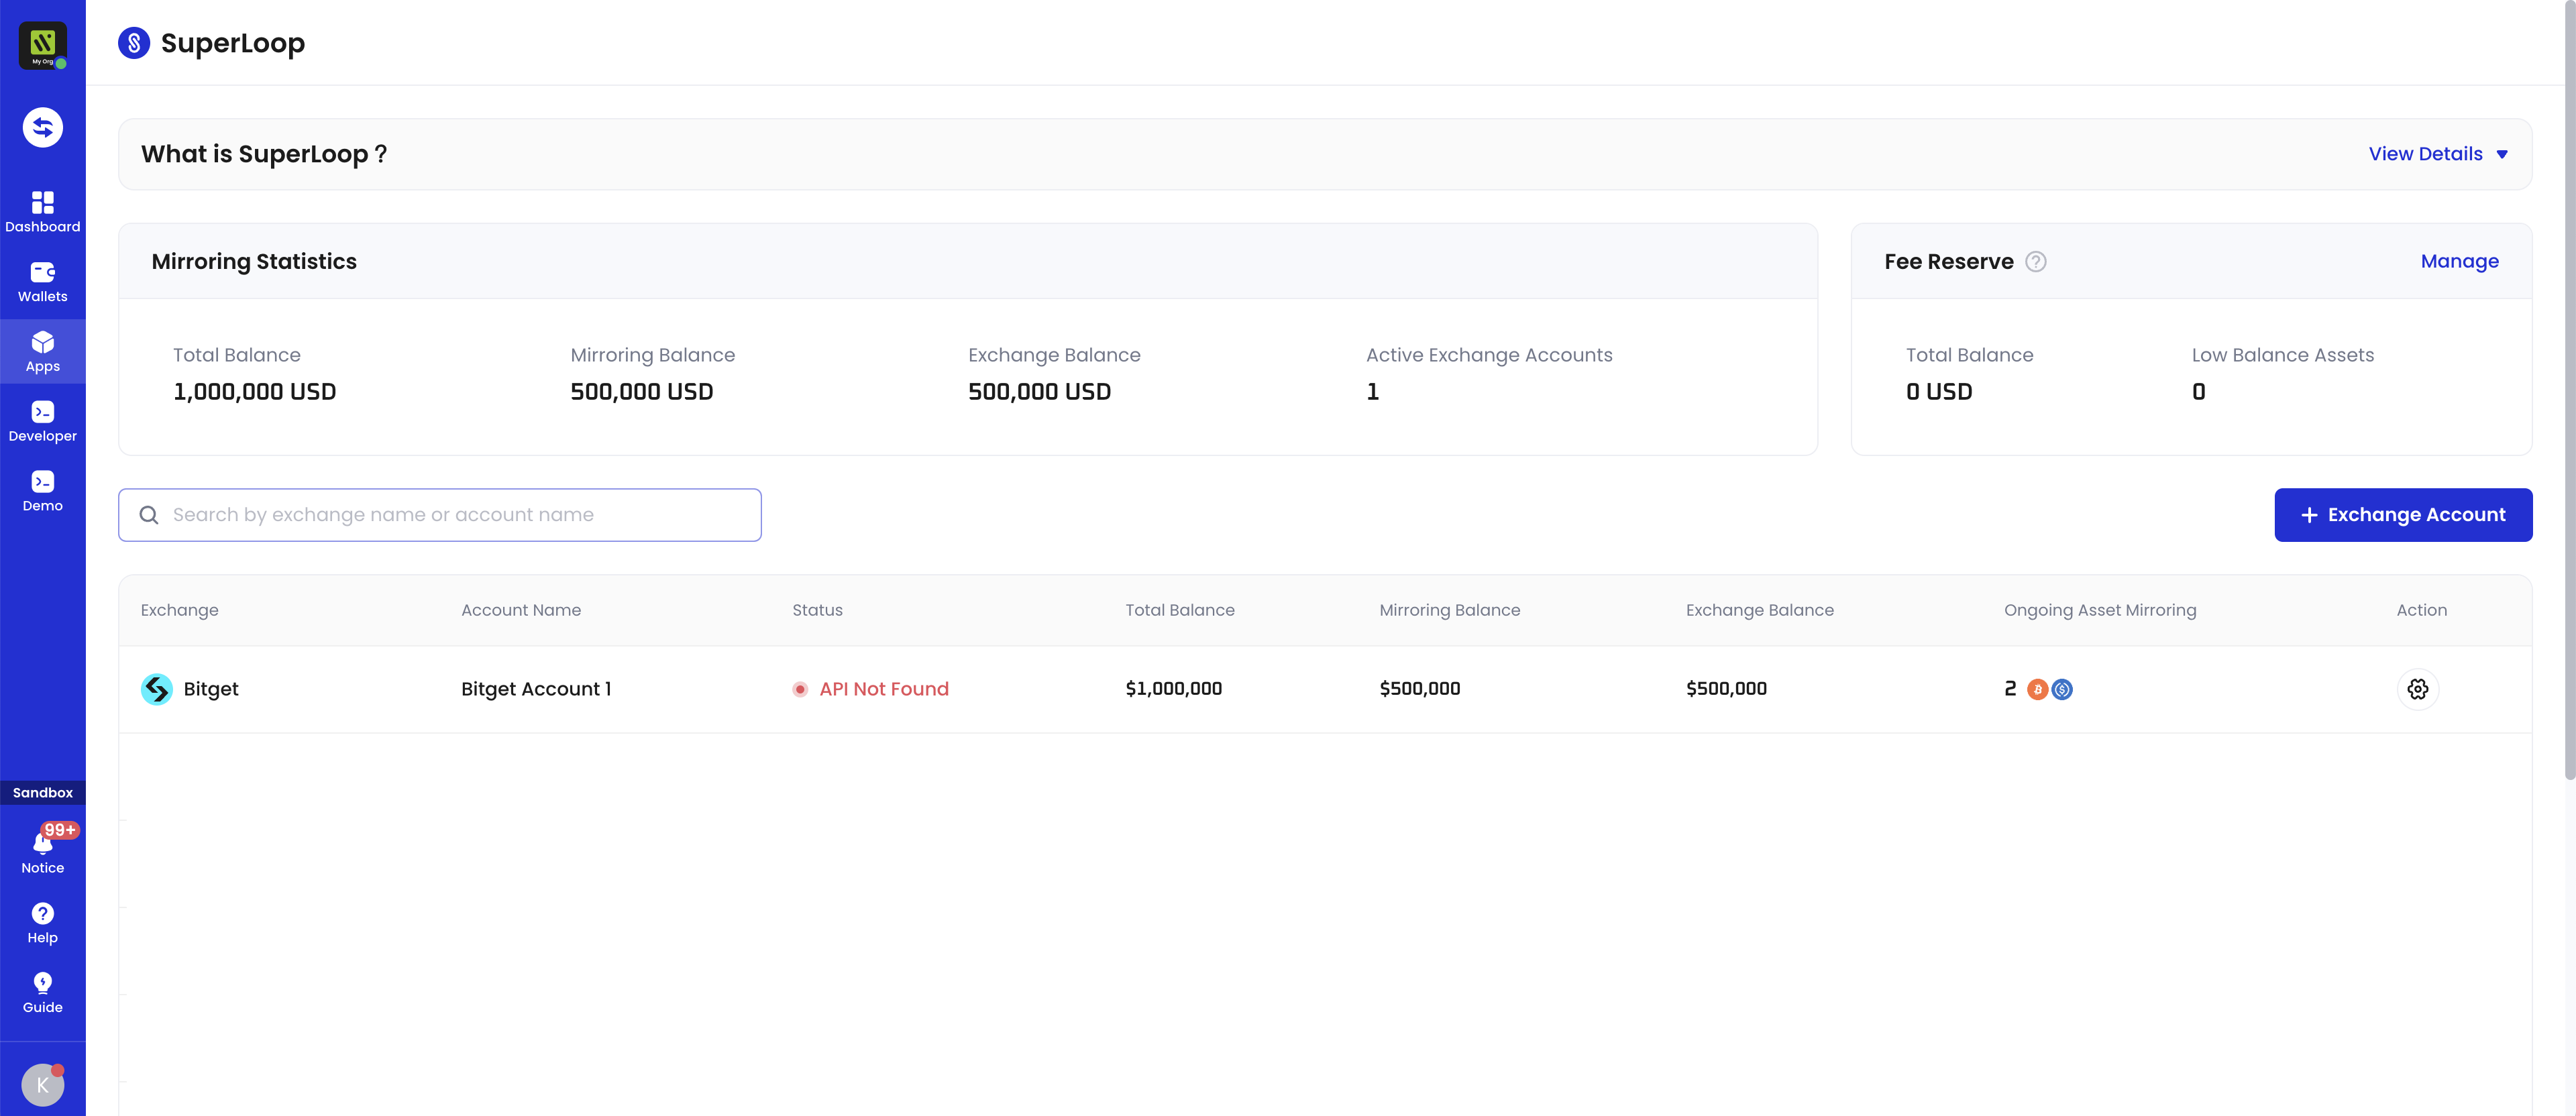 My Org
SuperLoop
What is SuperLoop ?
View Details
Dashboard
Wallets
Apps
Developer
Demo
Mirroring Statistics
Total Balance
Mirroring Balance
Exchange Balance
Active Exchange Accounts
1,000,000 USD
500,000 USD
500,000 USD
1
Fee Reserve ?
Manage
Total Balance
Low Balance Assets
0 USD
0
Search by exchange name or account name
+ Exchange Account
Exchange
Account Name
Status
Total Balance
Mirroring Balance
Exchange Balance
Ongoing Asset Mirroring
Action
Bitget
Bitget Account 1
API Not Found
$1,000,000
$500,000
$500,000
2
Sandbox
99+
Notice
Help
Guide
K